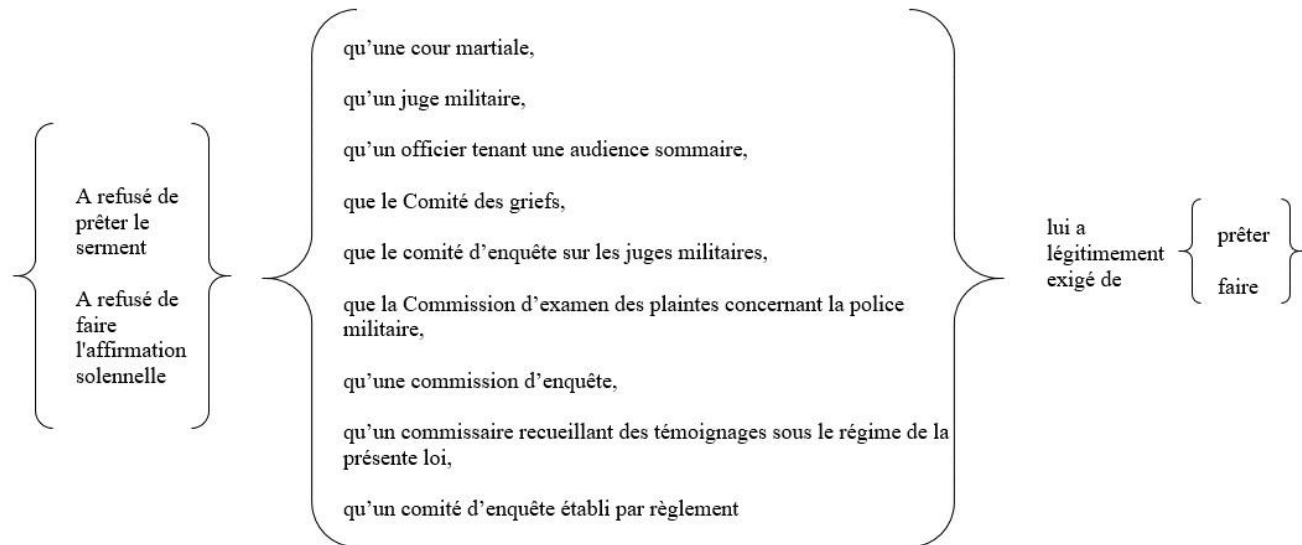 A refusé de
prêter le
serment
A refusé de
faire
l'affirmation
solennelle
qu’une cour martiale,
qu’un juge militaire,
qu’un officier tenant une audience sommaire,
que le Comité des griefs,
que le comité d’enquête sur les juges militaires,
que la Commission d’examen des plaintes concernant la police
militaire,
qu’une commission d’enquête,
qu’un commissaire recueillant des témoignages sous le régime de la
présente loi,
qu’un comité d’enquête établi par règlement
lui a
légitimement
exigé de
prêter
faire